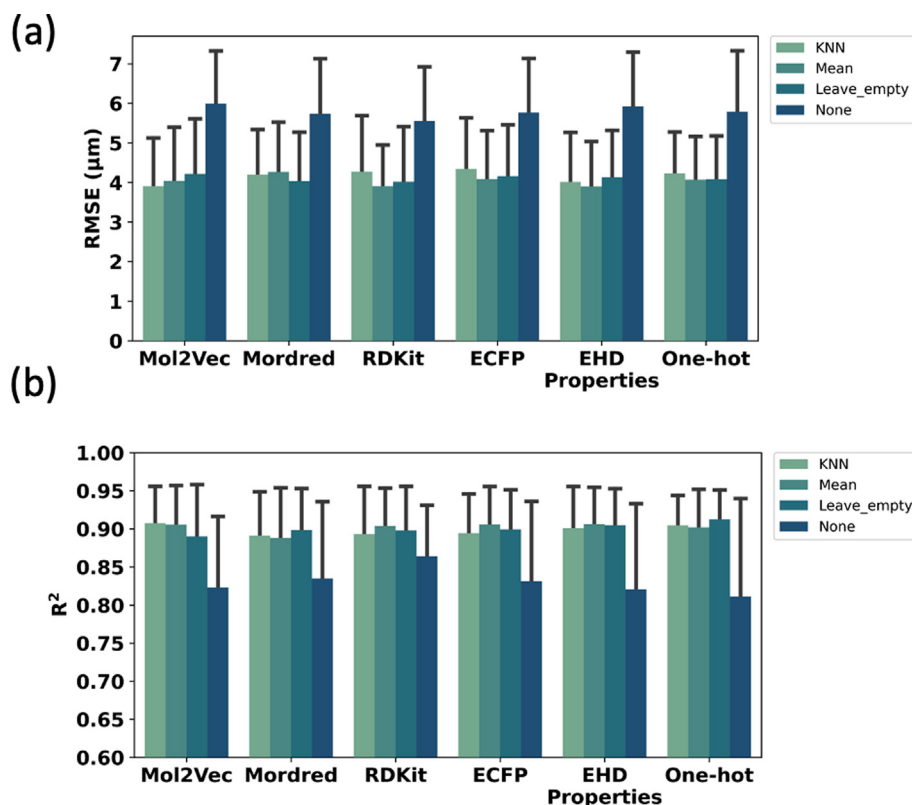 (a)
RMSE (μm)
7
6
5
4
3
2
1
0
Mol2Vec Mordred RDKit ECFP EHD One-hot
Properties
KNN
Mean
Leave_empty
None
(b)
R²
1.00
0.95
0.90
0.85
0.80
0.75
0.70
0.65
0.60
Mol2Vec Mordred RDKit ECFP EHD One-hot
Properties
KNN
Mean
Leave_empty
None